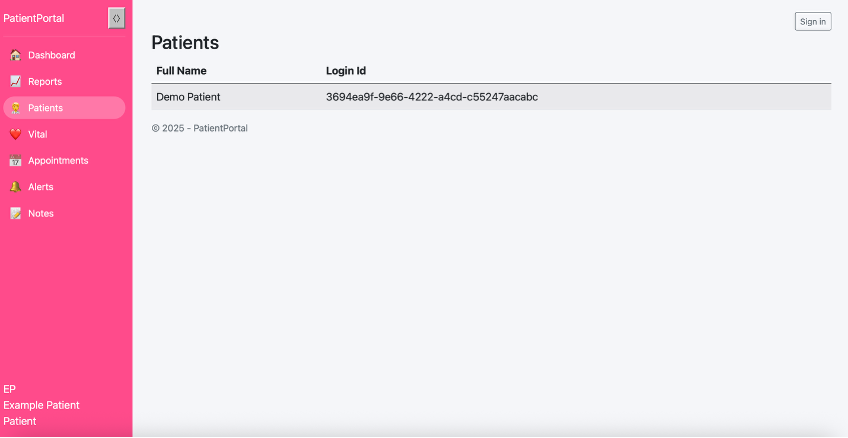 PatientPortal
〈〉
Sign in
Dashboard
Reports
Patients
Vital
Appointments
Alerts
Notes
EP
Example Patient
Patient
Patients
Full Name Login Id
Demo Patient 3694ea9f-9e66-4222-a4cd-c55247aacabc
© 2025 - PatientPortal